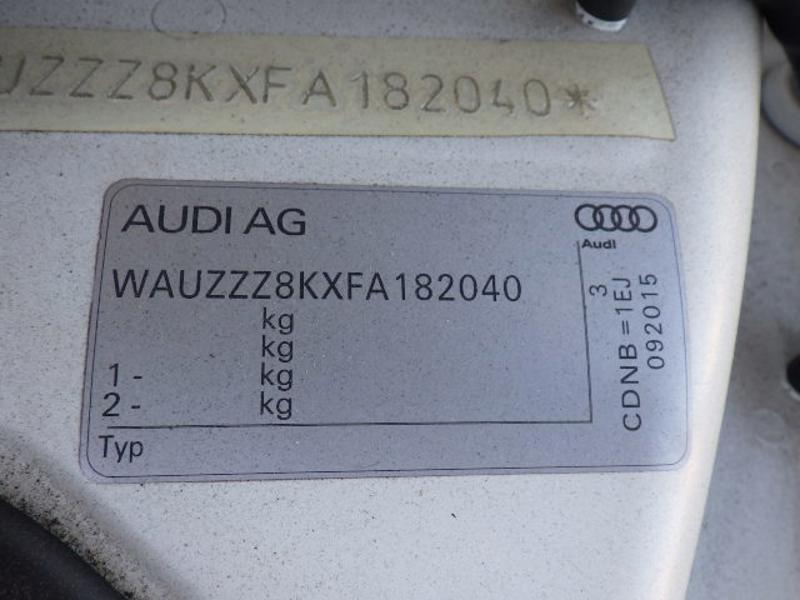 UZZZ8KXFA182040*
AUDI AG
Audi
WAUZZZ8KXFA182040
kg
kg
1 - kg
2 - kg
Typ
3
CDNB = 1EJ
092015